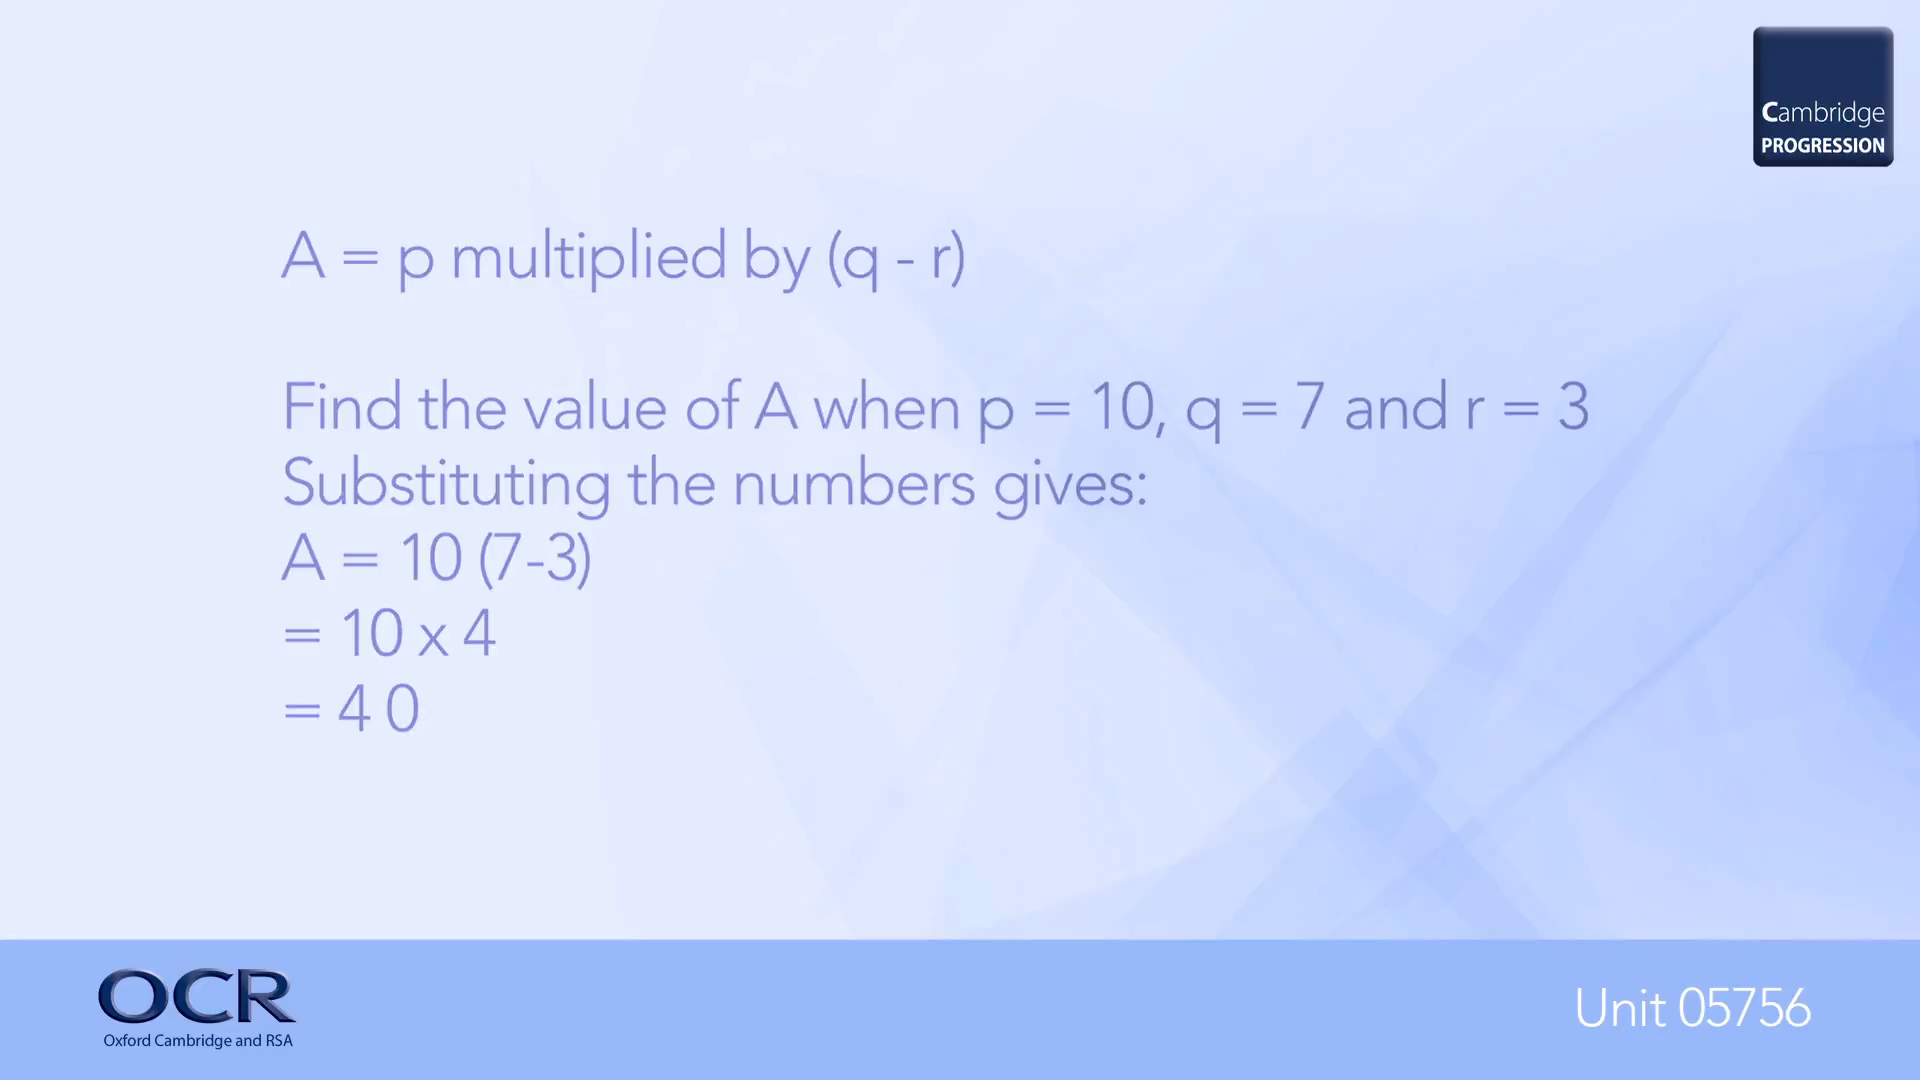 Cambridge
PROGRESSION
A = p multiplied by (q - r)
Find the value of A when p = 10, q = 7 and r = 3
Substituting the numbers gives:
A = 10 (7-3)
= 10 x 4
= 4 0
OCR
Oxford Cambridge and RSA
Unit 05756